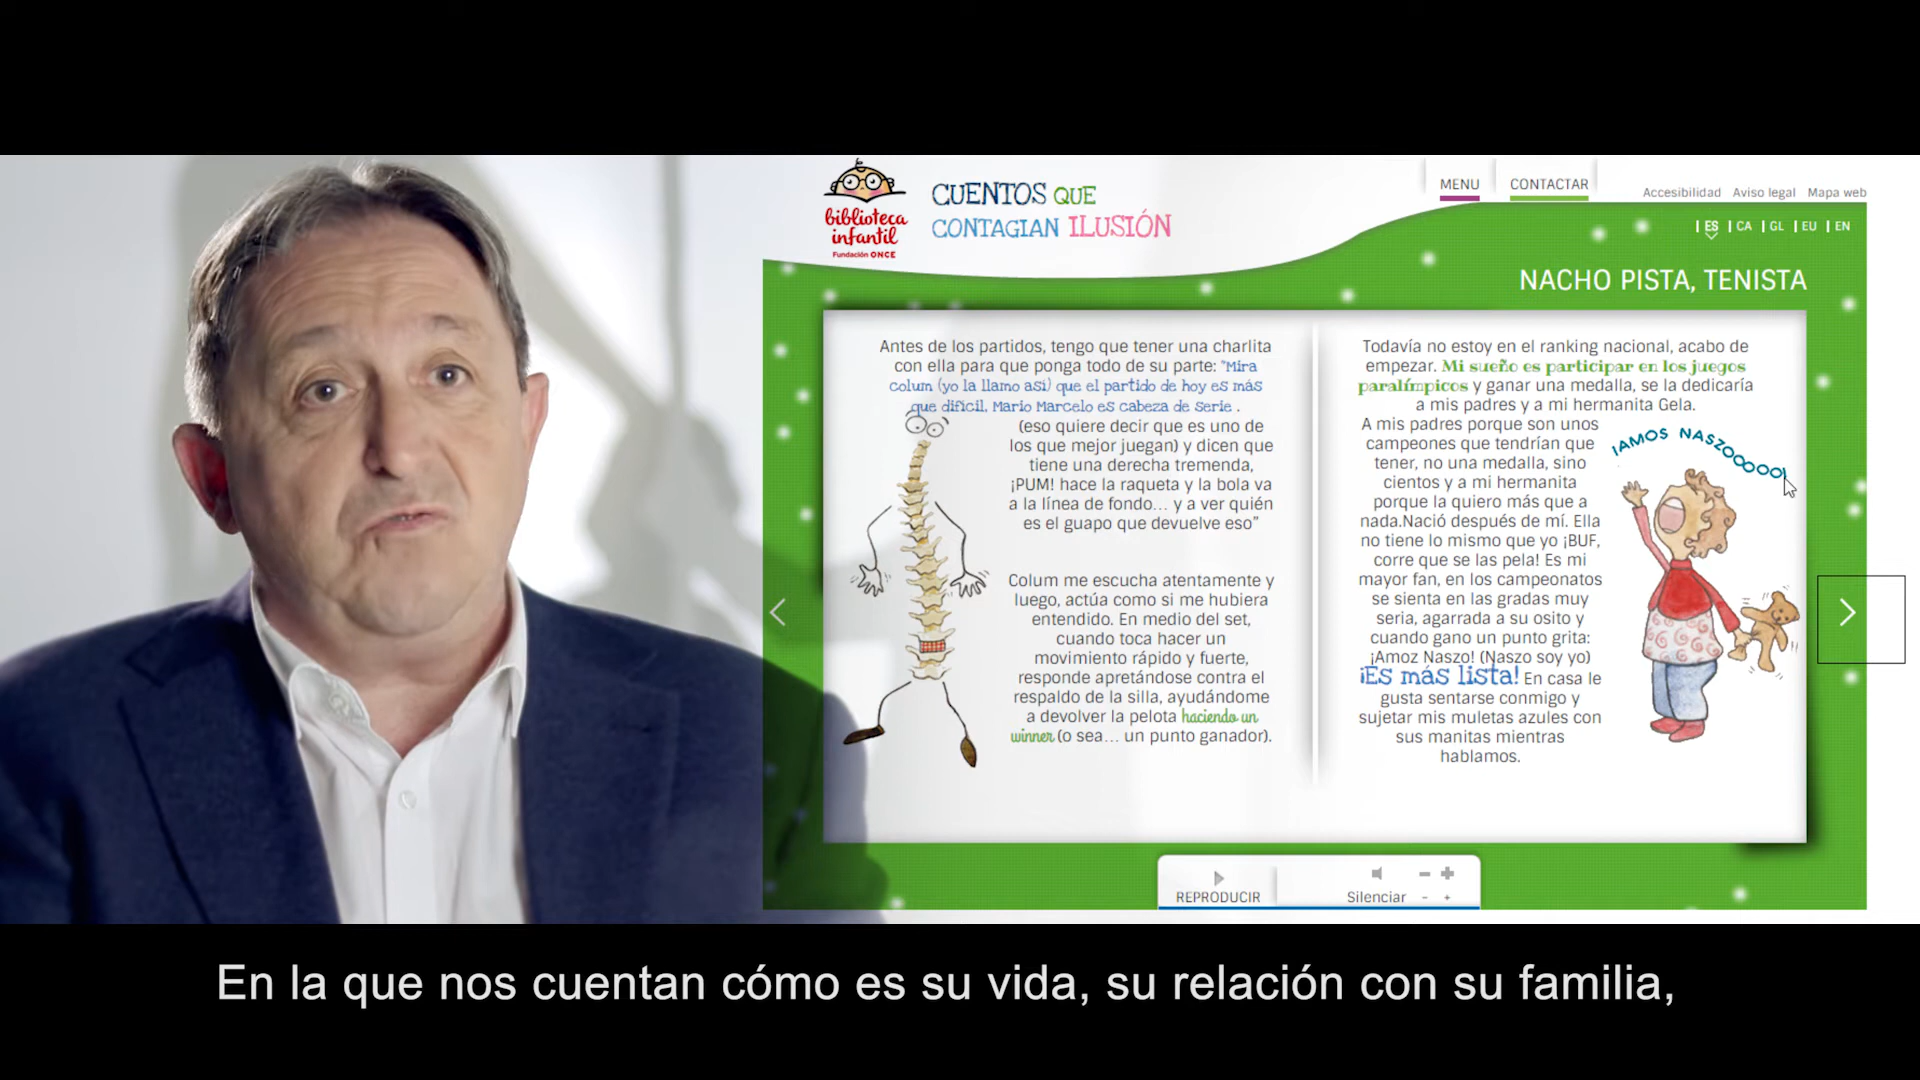 biblioteca
infantil
Fundación ONCE
CUENTOS QUE
CONTAGIAN ILUSIÓN
MENU
CONTACTAR
Accesibilidad
Aviso legal
Mapa web
ES
CA
GL
EU
EN
NACHO PISTA, TENISTA
Antes de los partidos, tengo que tener una charlita
con ella para que ponga todo de su parte: “Mira
colum (yo la llamo así) que el partido de hoy es más
que difícil, Mario Marcelo es cabeza de serie .
(eso quiere decir que es uno de
los que mejor juegan) y dicen que
tiene una derecha tremenda,
¡PUM! hace la raqueta y la bola va
a la línea de fondo... y a ver quién
es el guapo que devuelve eso”
Colum me escucha atentamente y
luego, actúa como si me hubiera
entendido. En medio del set,
cuando toca hacer un
movimiento rápido y fuerte,
responde apretándose contra el
respaldo de la silla, ayudándome
a devolver la pelota haciendo un
winner (o sea... un punto ganador).
Todavía no estoy en el ranking nacional, acabo de
empezar. Mi sueño es participar en los juegos
paralímpicos y ganar una medalla, se la dedicaría
a mis padres y a mi hermanita Gela.
A mis padres porque son unos
campeones que tendrían que
tener, no una medalla, sino
cientos y a mi hermanita
porque la quiero más que a
nada.Nació después de mí. Ella
no tiene lo mismo que yo ¡BUF,
corre que se las pela! Es mi
mayor fan, en los campeonatos
se sienta en las gradas muy
seria, agarrada a su osito y
cuando gano un punto grita:
¡Amoz Naszo! (Naszo soy yo)
¡Es más lista! En casa le
gusta sentarse conmigo y
sujetar mis muletas azules con
sus manitas mientras
hablamos.
¡AMOS NASZOOOOO!
REPRODUCIR
Silenciar
- +
En la que nos cuentan cómo es su vida, su relación con su familia,